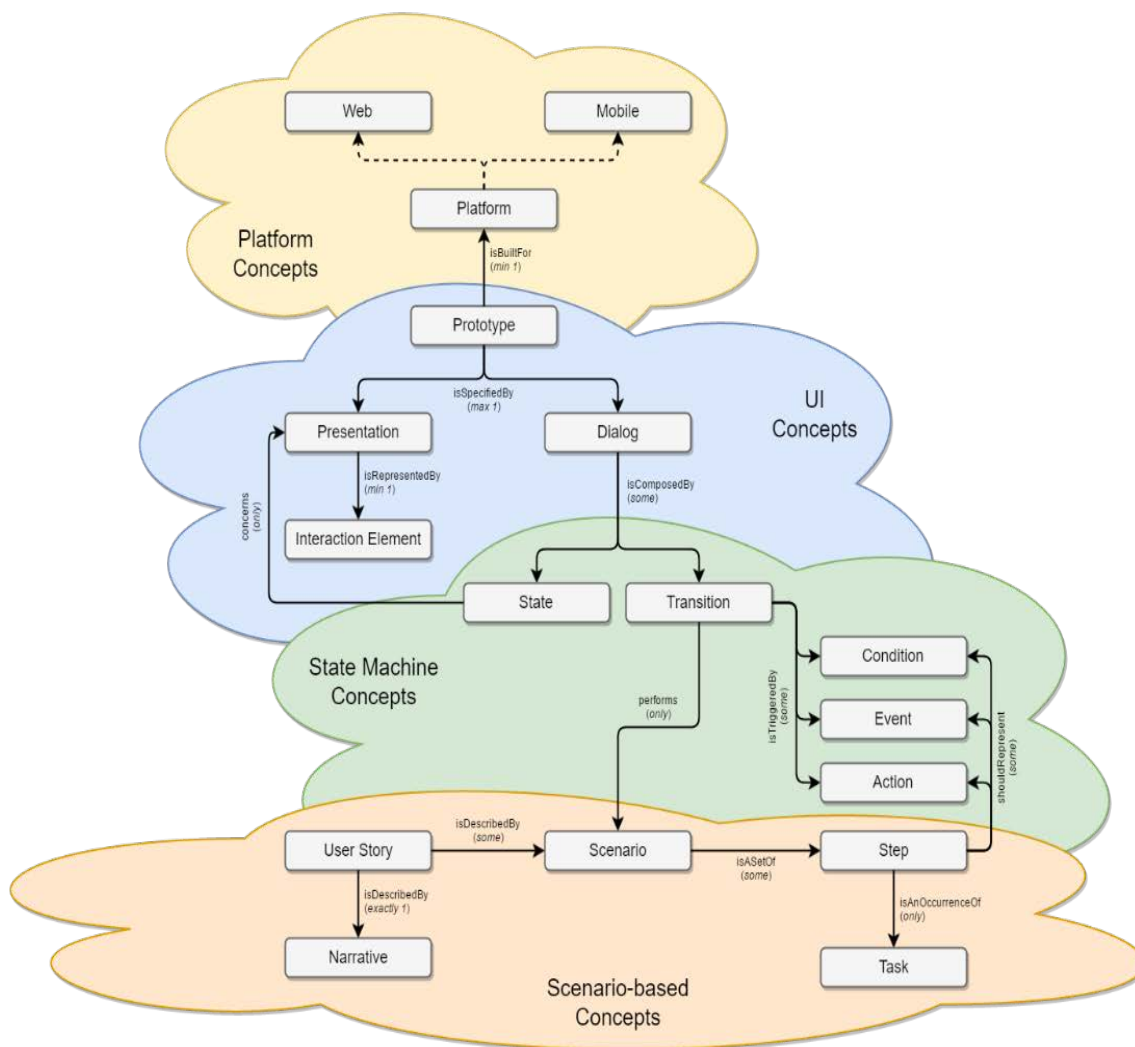 Web
Mobile
Platform
Platform
Concepts
isBuiltFor
(min 1)
Prototype
isSpecifiedBy
(max 1)
UI
Concepts
Presentation
Dialog
isRepresentedBy
(min 1)
isComposedBy
(some)
concerns
(only)
Interaction Element
State
Transition
State Machine
Concepts
Condition
performs
(only)
isTriggeredBy
(some)
Event
shouldRepresent
(some)
Action
isDescribedBy
(some)
User Story
Scenario
isASetOf
(some)
Step
isDescribedBy
(exactly 1)
isAnOccurrenceOf
(only)
Narrative
Task
Scenario-based
Concepts